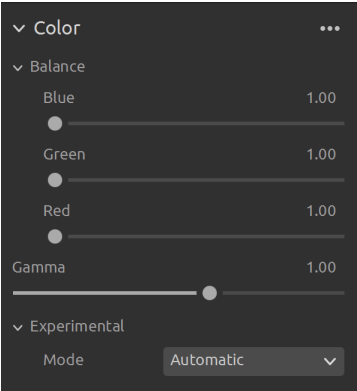 Color
Balance
Blue 1.00
Green 1.00
Red 1.00
Gamma 1.00
Experimental
Mode Automatic